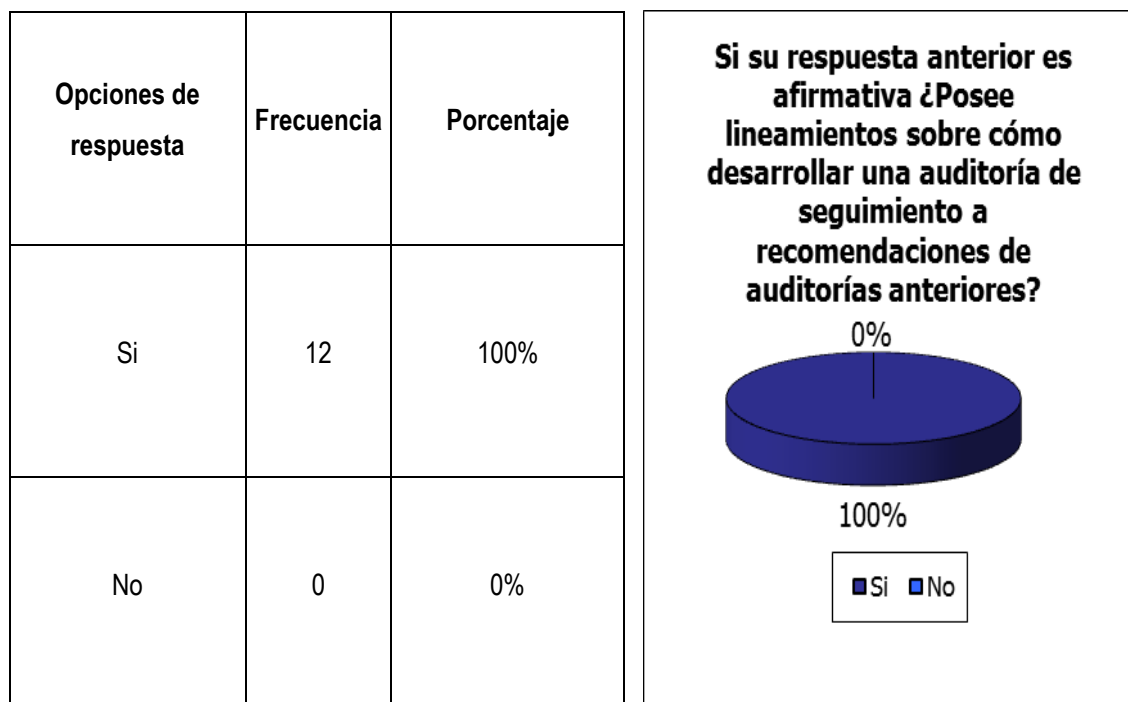 Opciones de
respuesta
Frecuencia
Porcentaje
Si
12
100%
No
0
0%
Si su respuesta anterior es
afirmativa ¿Posee
lineamientos sobre cómo
desarrollar una auditoría de
seguimiento a
recomendaciones de
auditorías anteriores?
0%
100%
Si No